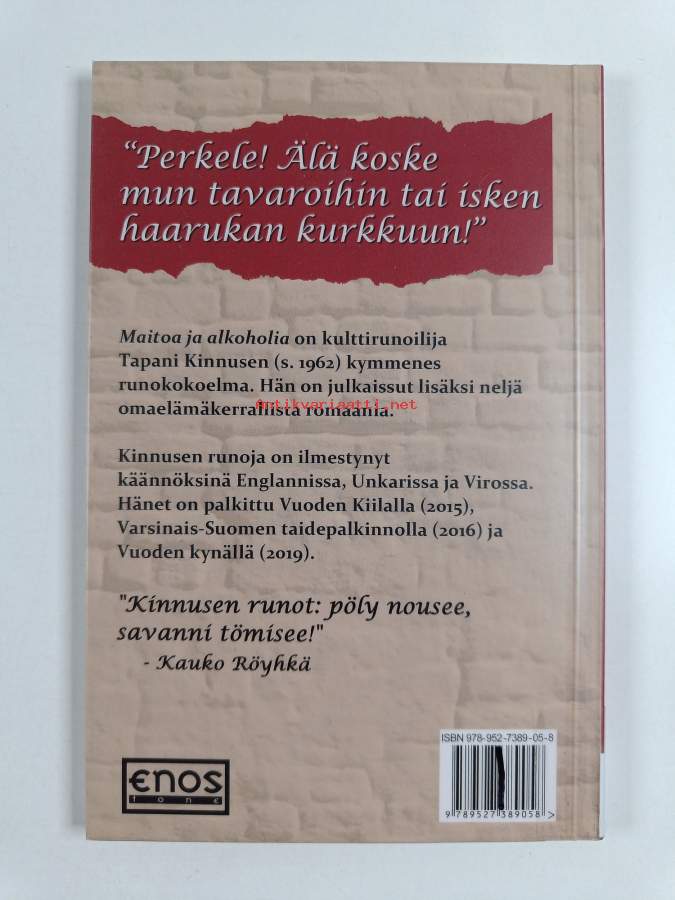 “Perkele! Älä koske
mun tavaroihin tai isken
haarukan kurkkuun!”
Maitoa ja alkoholia on kulttirunoilija
Tapani Kinnusen (s. 1962) kymmenes
runokokoelma. Hän on julkaissut lisäksi neljä
omaelämäkerrallista romaania.
antikvariaatti.net
Kinnusen runoja on ilmestynyt
käännöksinä Englannissa, Unkarissa ja Virossa.
Hänet on palkittu Vuoden Kiilalla (2015),
Varsinais-Suomen taidepalkinnolla (2016) ja
Vuoden kynällä (2019).
"Kinnusen runot: pöly nousee,
savanni tömisee!"
- Kauko Röyhkä
ISBN 978-952-7389-05-8
9 789527 389058 >
ENOS
tone